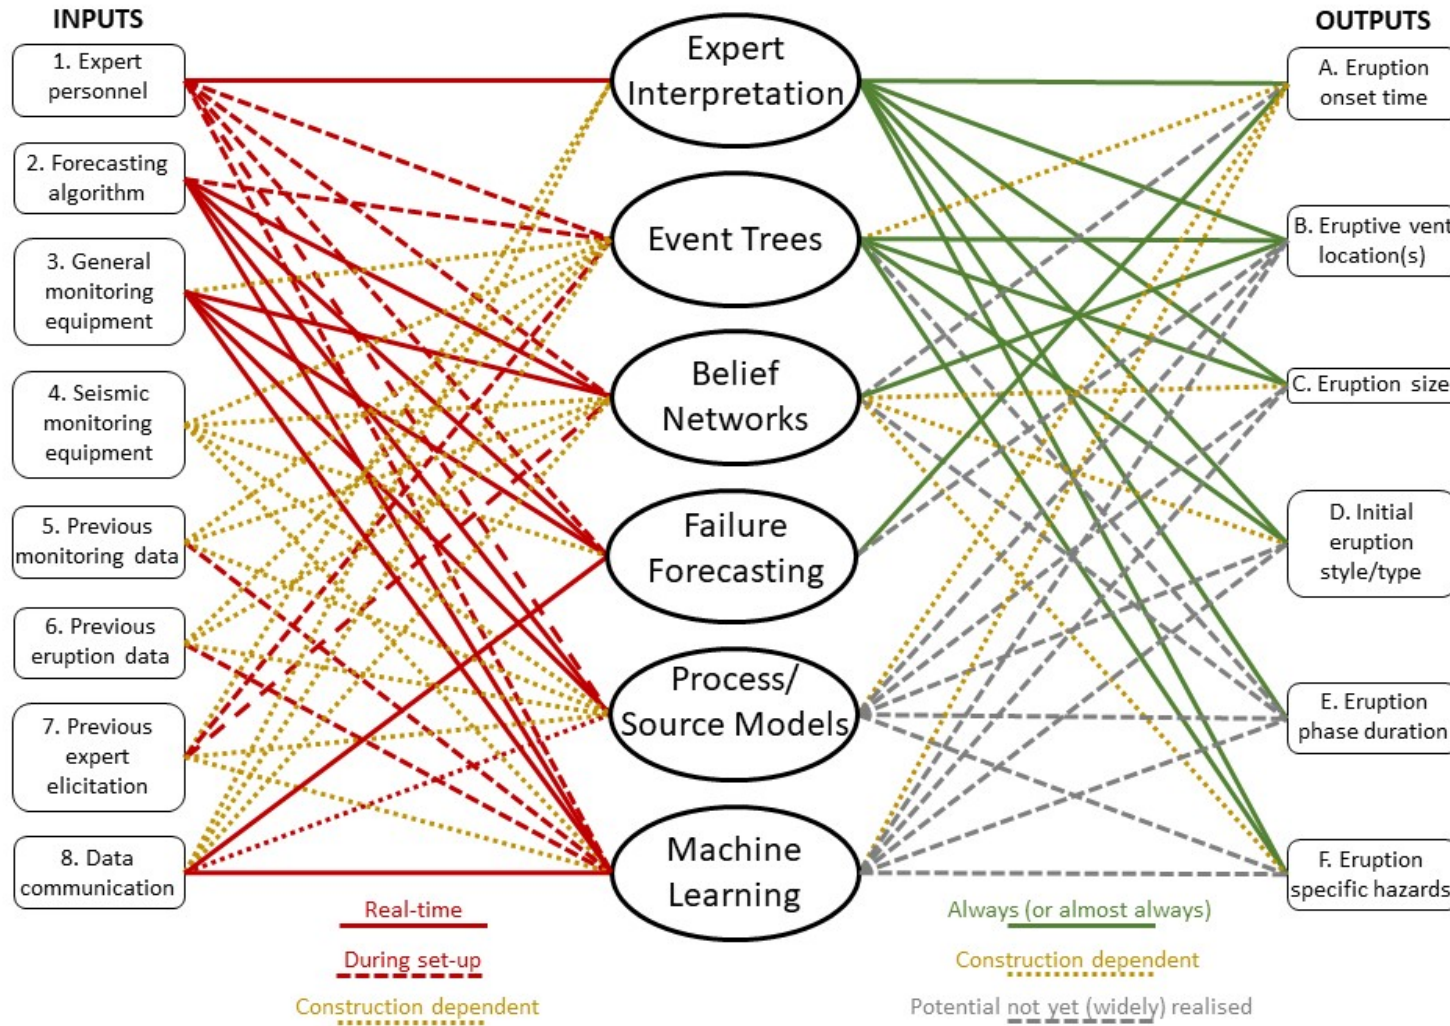 INPUTS
1. Expert
personnel
2. Forecasting
algorithm
3. General
monitoring
equipment
4. Seismic
monitoring
equipment
5. Previous
monitoring data
6. Previous
eruption data
7. Previous
expert
elicitation
8. Data
communication
Expert
Interpretation
Event Trees
Belief
Networks
Failure
Forecasting
Process/
Source Models
Machine
Learning
OUTPUTS
A. Eruption
onset time
B. Eruptive vent
location(s)
C. Eruption size
D. Initial
eruption
style/type
E. Eruption
phase duration
F. Eruption
specific hazards
Real-time
During set-up
Construction dependent
Always (or almost always)
Construction dependent
Potential not yet (widely) realised